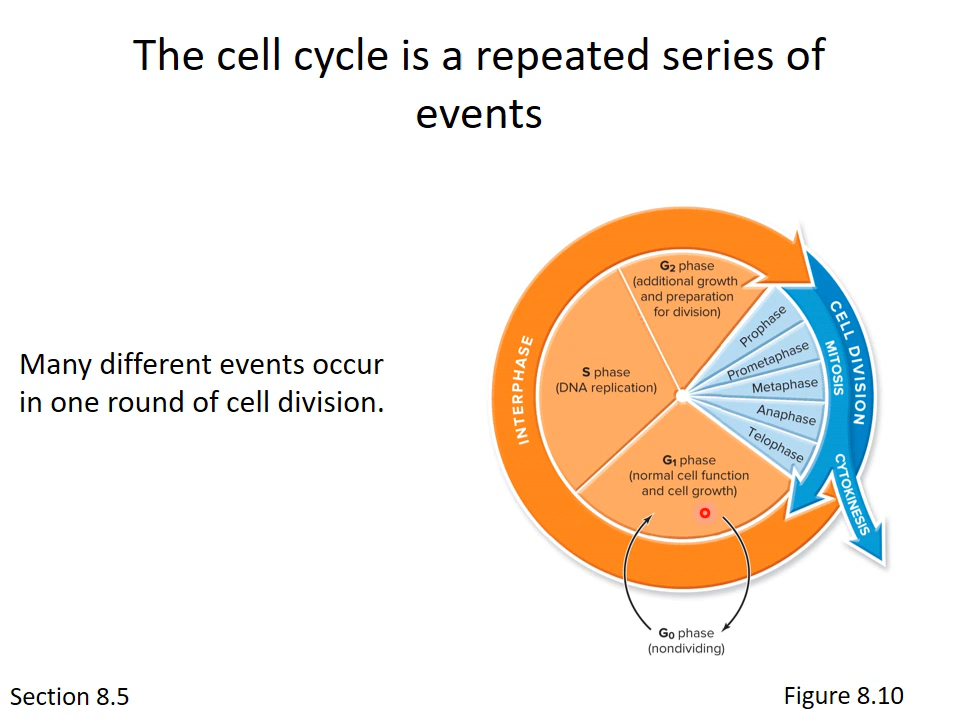 The cell cycle is a repeated series of
events
Many different events occur
in one round of cell division.
INTERPHASE
G₂ phase
(additional growth
and preparation
for division)
S phase
(DNA replication)
G₁ phase
(normal cell function
and cell growth)
Prophase
Prometaphase
Metaphase
Anaphase
Telophase
CELL DIVISION
MITOSIS
CYTOKINESIS
G₀ phase
(nondividing)
Section 8.5
Figure 8.10